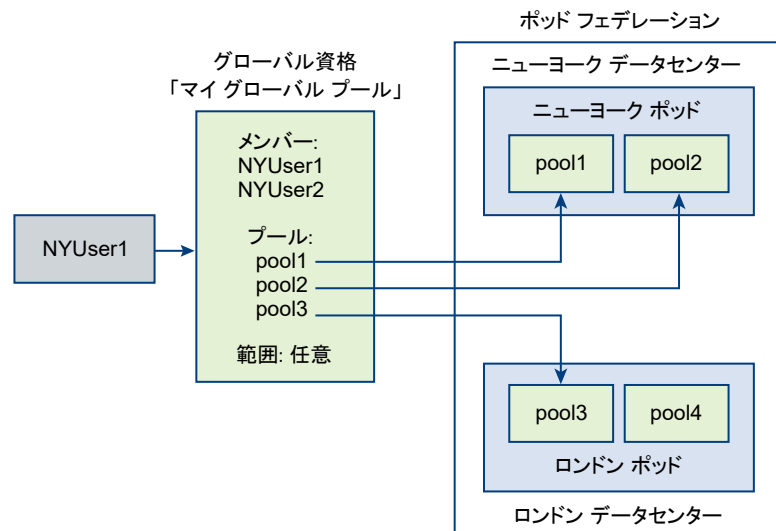 ポッド フェデレーション
グローバル資格
「マイ グローバル プール」
ニューヨーク データセンター
ニューヨーク ポッド
メンバー:
NYUser1
NYUser2
pool1
pool2
NYUser1
プール:
pool1
pool2
pool3
範囲: 任意
pool3
pool4
ロンドン ポッド
ロンドン データセンター